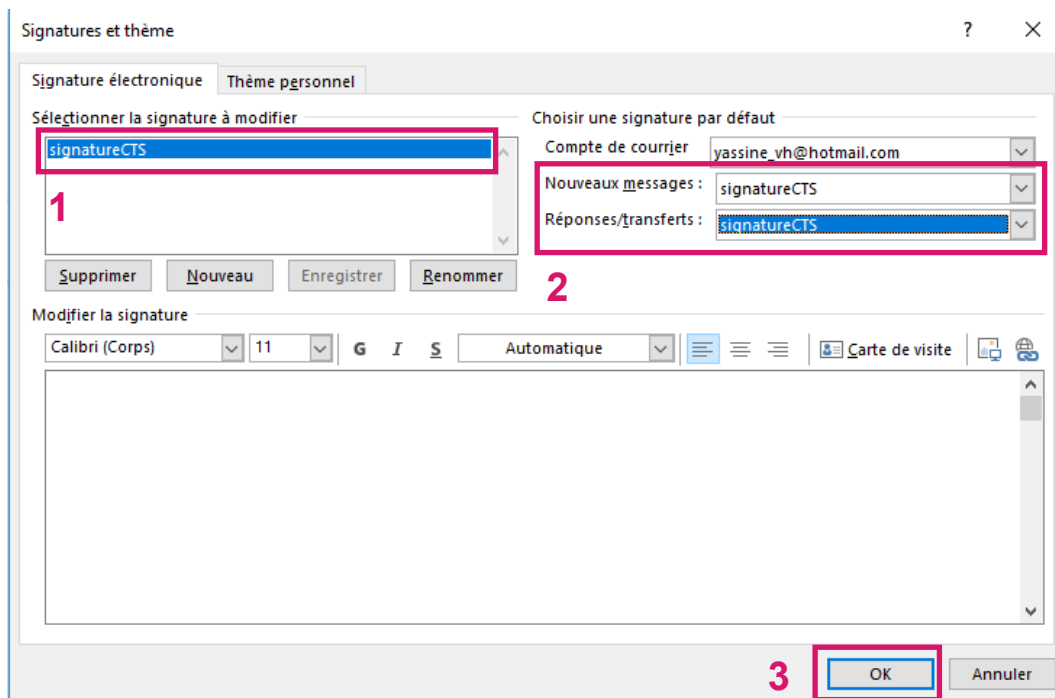 Signatures et thème ?
Signature électronique Thème personnel
Sélectionner la signature à modifier
signatureCTS
1
Supprimer Nouveau Enregistrer Renommer
Choisir une signature par défaut
Compte de courrier yassine_vh@hotmail.com
Nouveaux messages : signatureCTS
Réponses/transferts : signatureCTS
2
Modifier la signature
Calibri (Corps) 11 G I S Automatique Carte de visite
3 OK Annuler